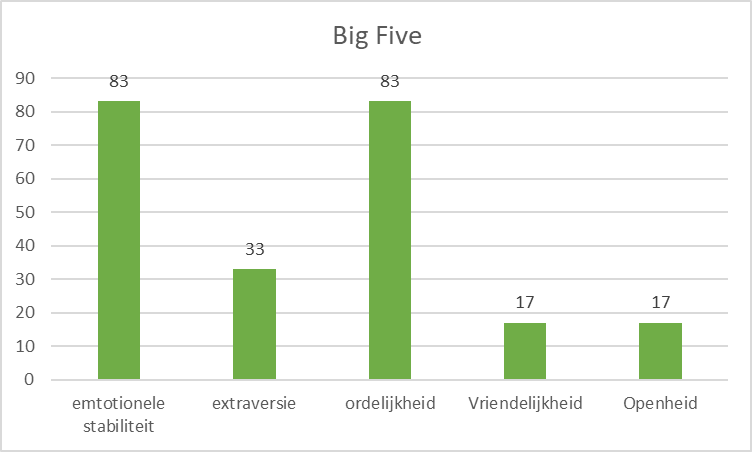 Big Five
90
80
70
60
50
40
30
20
10
0
83
33
83
17
17
emtotionele
stabiliteit
extraversie
ordelijkheid
Vriendelijkheid
Openheid